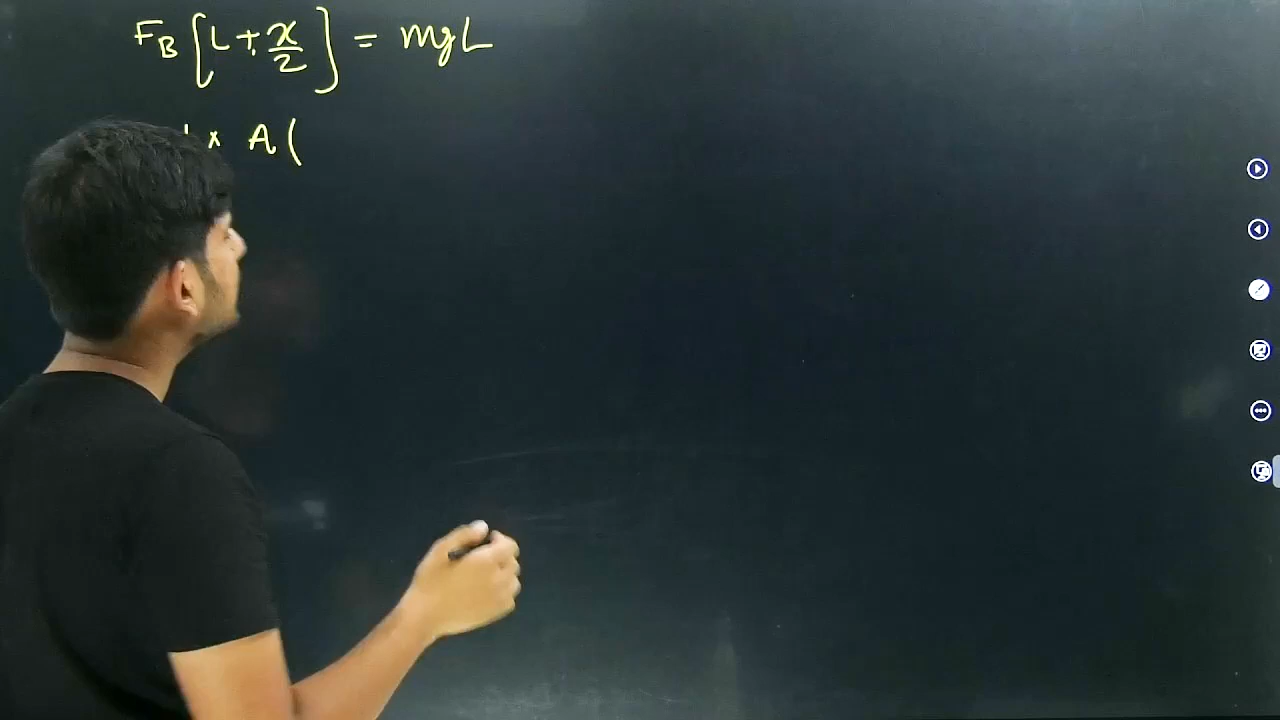 F_B [L + x/2] = mgL
x A (